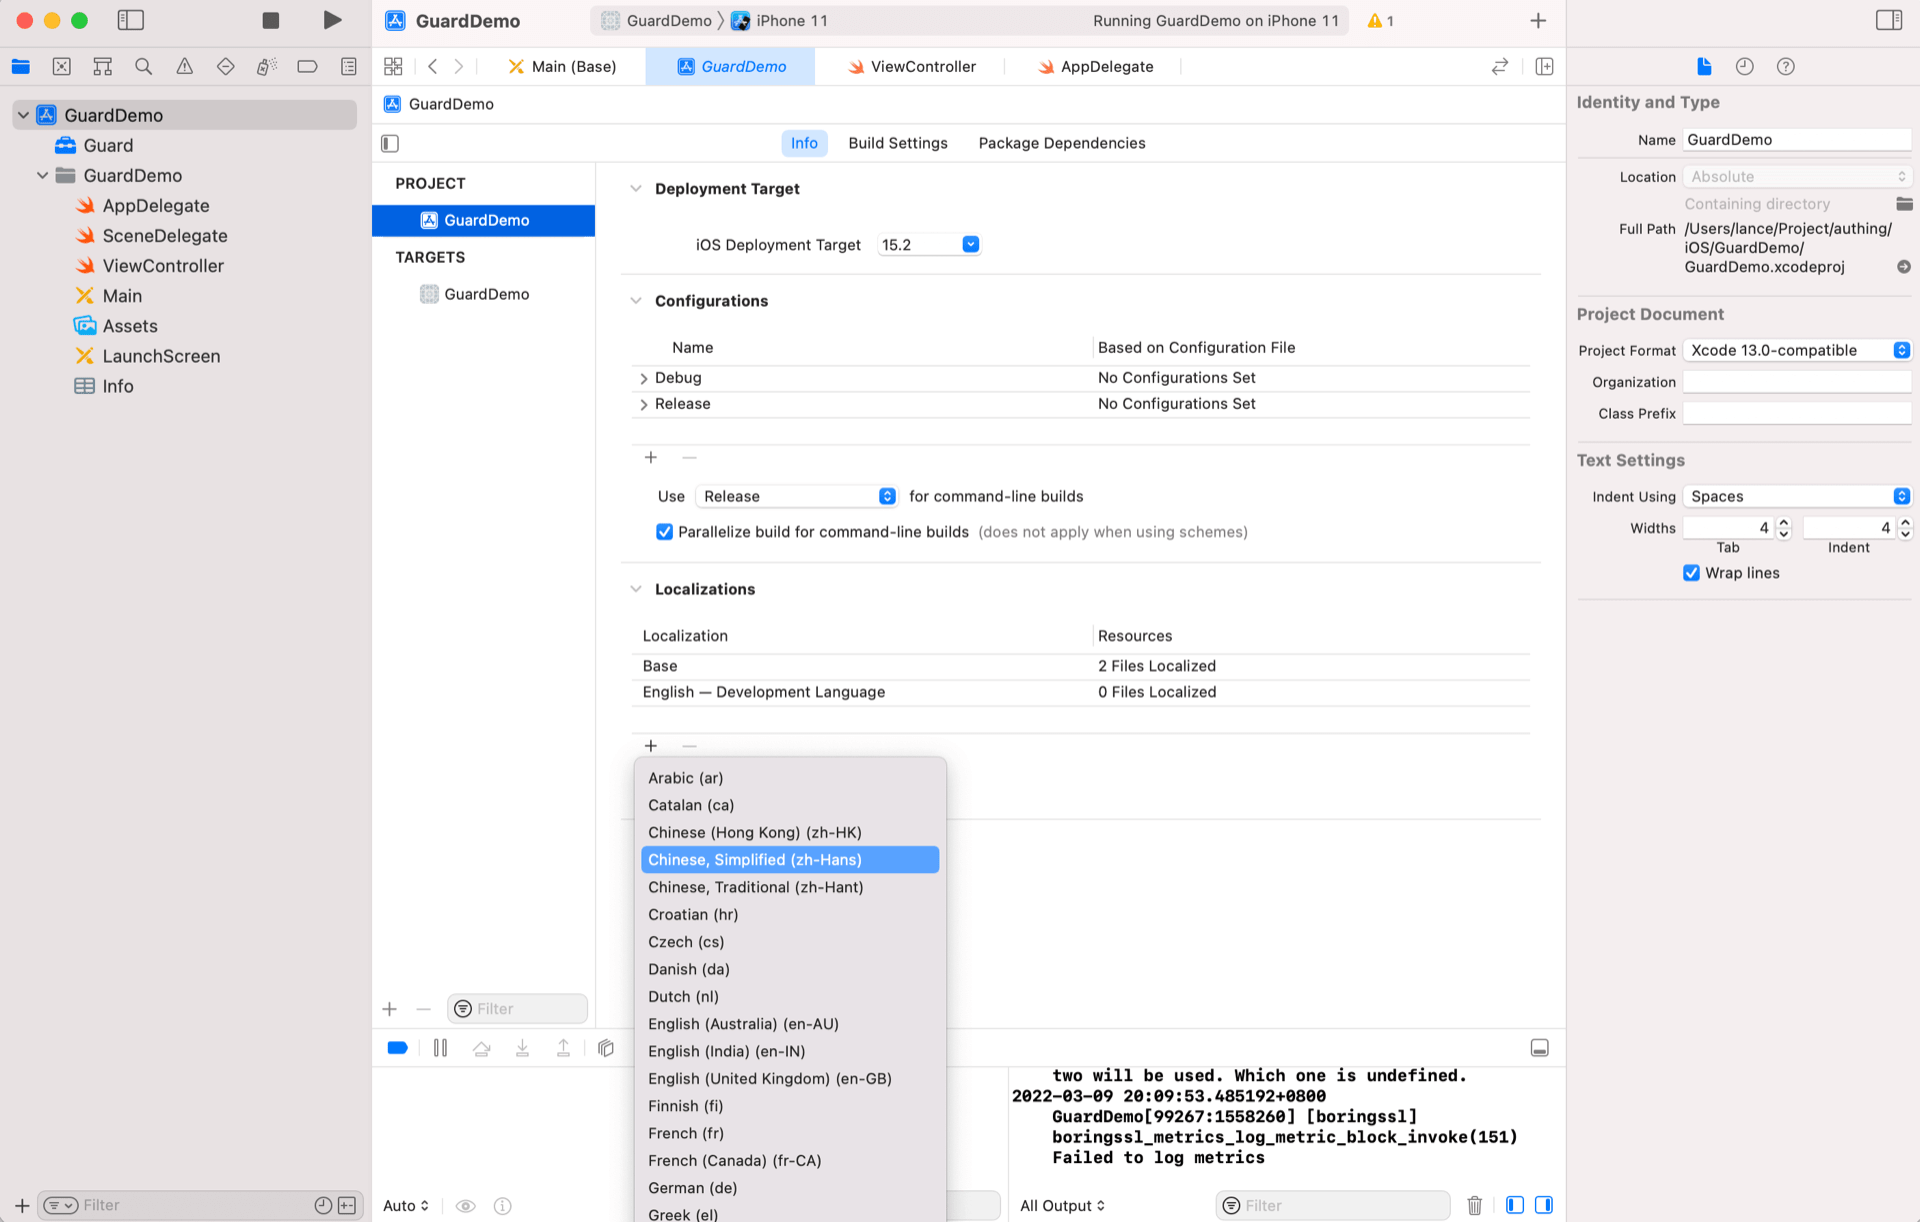 GuardDemo
GuardDemo
iPhone 11
Running GuardDemo on iPhone 11
1
Main (Base)
GuardDemo
ViewController
AppDelegate
GuardDemo
GuardDemo
Guard
GuardDemo
AppDelegate
SceneDelegate
ViewController
Main
Assets
LaunchScreen
Info
Filter
Info
Build Settings
Package Dependencies
PROJECT
GuardDemo
TARGETS
GuardDemo
Filter
Deployment Target
iOS Deployment Target
15.2
Configurations
Name
Based on Configuration File
Debug
No Configurations Set
Release
No Configurations Set
Use
Release
for command-line builds
Parallelize build for command-line builds (does not apply when using schemes)
Localizations
Localization
Resources
Base
2 Files Localized
English — Development Language
0 Files Localized
Arabic (ar)
Catalan (ca)
Chinese (Hong Kong) (zh-HK)
Chinese, Simplified (zh-Hans)
Chinese, Traditional (zh-Hant)
Croatian (hr)
Czech (cs)
Danish (da)
Dutch (nl)
English (Australia) (en-AU)
English (India) (en-IN)
English (United Kingdom) (en-GB)
Finnish (fi)
French (fr)
French (Canada) (fr-CA)
German (de)
Greek (el)
Auto
two will be used. Which one is undefined.
2022-03-09 20:09:53.485192+0800
GuardDemo[99267:1558260] [boringssl]
boringssl_metrics_log_metric_block_invoke(151)
Failed to log metrics
All Output
Filter
Identity and Type
Name
GuardDemo
Location
Absolute
Containing directory
Full Path
/Users/lance/Project/authing/
iOS/GuardDemo/
GuardDemo.xcodeproj
Project Document
Project Format
Xcode 13.0-compatible
Organization
Class Prefix
Text Settings
Indent Using
Spaces
Widths
4
4
Tab
Indent
Wrap lines